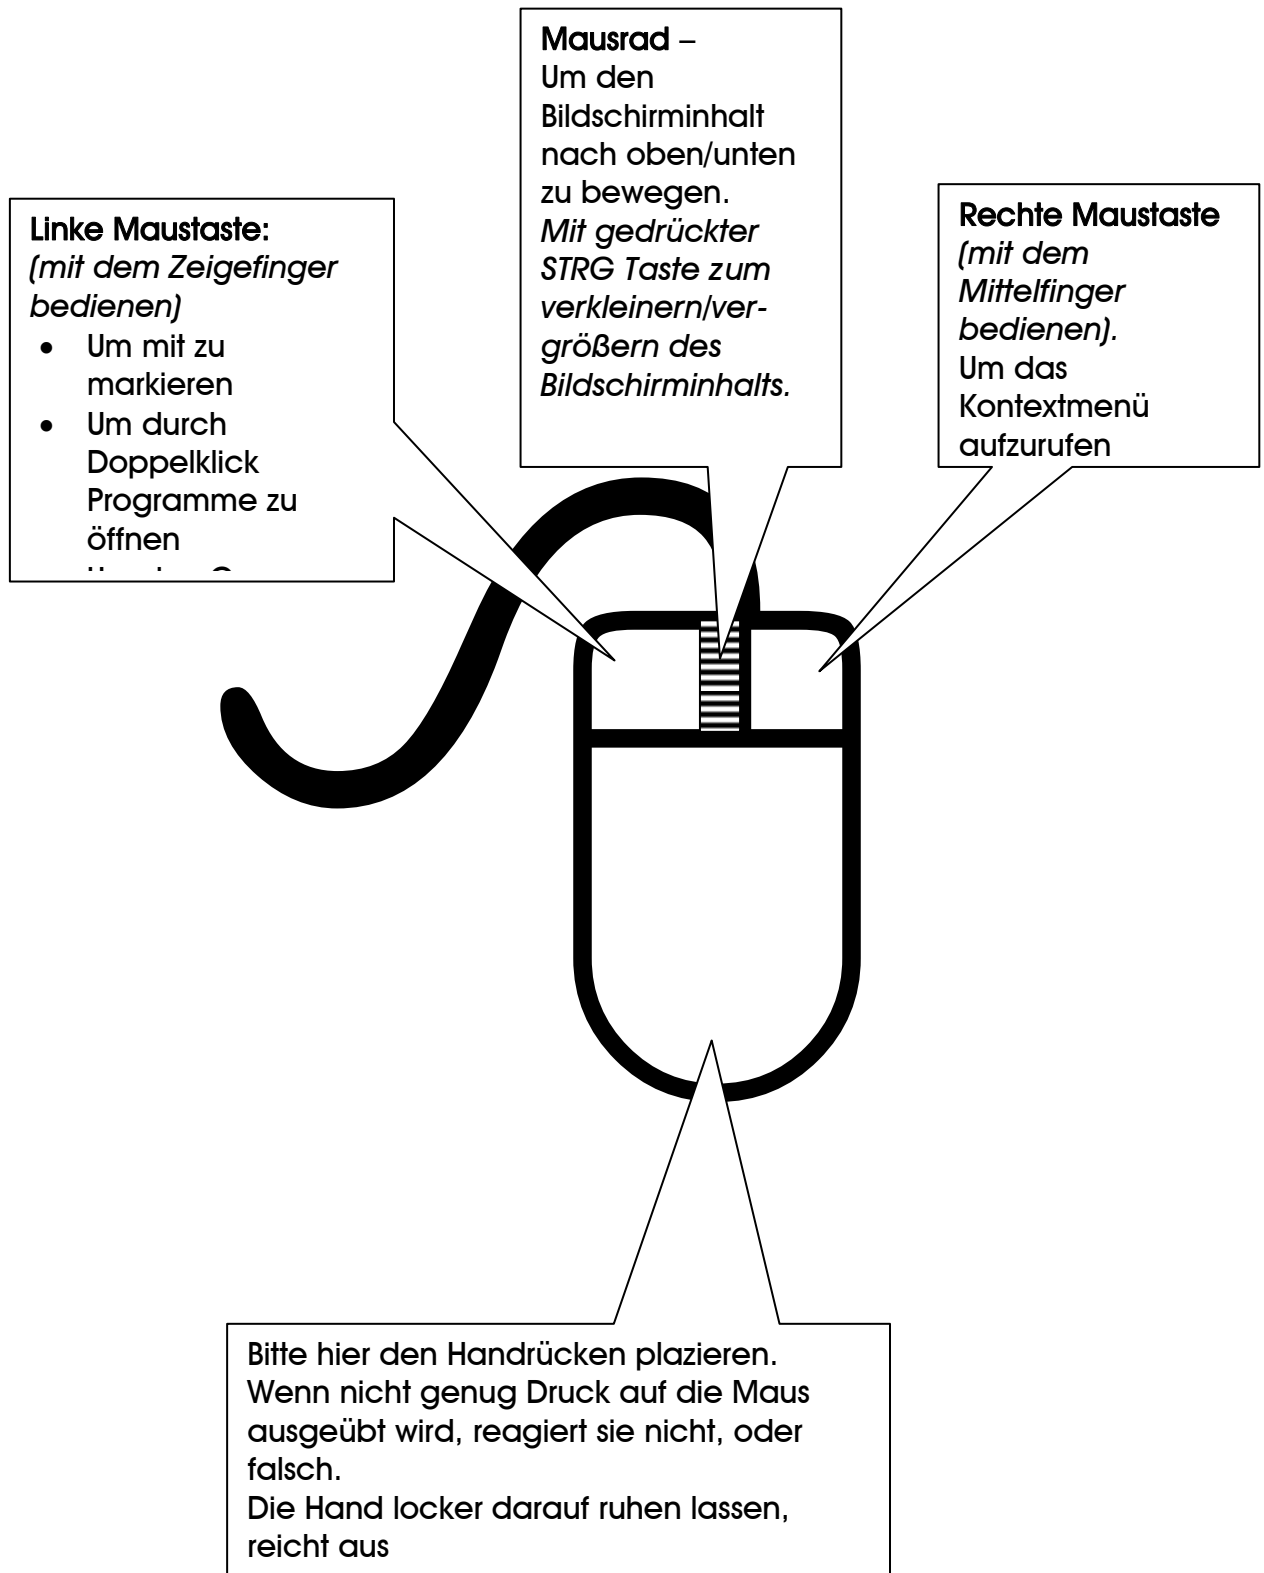 Mausrad –
Um den
Bildschirminhalt
nach oben/unten
zu bewegen.
Mit gedrückter
STRG Taste zum
verkleinern/ver-
größern des
Bildschirminhalts.
Linke Maustaste:
(mit dem Zeigefinger
bedienen)
• Um mit zu
markieren
• Um durch
Doppelklick
Programme zu
öffnen
Rechte Maustaste
(mit dem
Mittelfinger
bedienen).
Um das
Kontextmenü
aufzurufen
Bitte hier den Handrücken plazieren.
Wenn nicht genug Druck auf die Maus
ausgeübt wird, reagiert sie nicht, oder
falsch.
Die Hand locker darauf ruhen lassen,
reicht aus